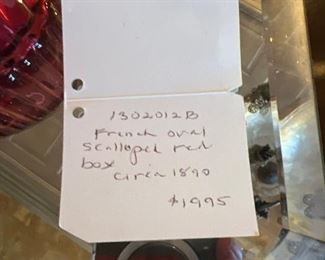 1302012B
French oval
scalloped red
box
circa 1890
$1995